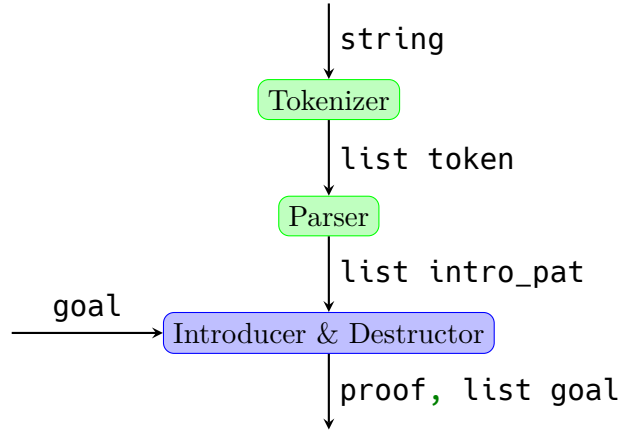 string
Tokenizer
list token
Parser
list intro_pat
goal
Introducer & Destructor
proof, list goal